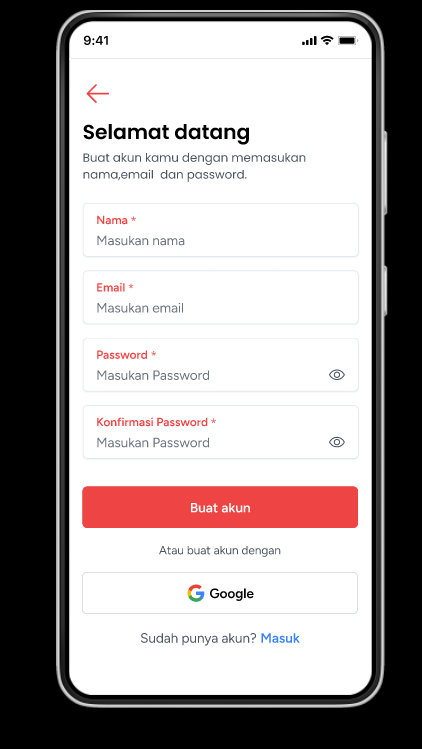 9:41
Selamat datang
Buat akun kamu dengan memasukan
nama,email  dan password.
Nama *
Masukan nama
Email *
Masukan email
Password *
Masukan Password
Konfirmasi Password *
Masukan Password
Buat akun
Atau buat akun dengan
Google
Sudah punya akun? Masuk